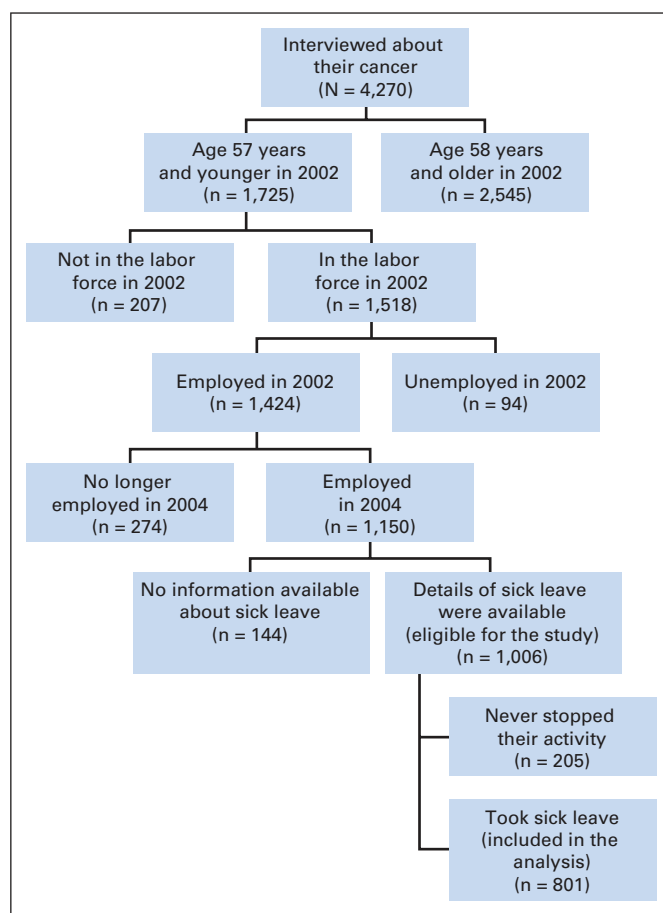 Interviewed about
their cancer
(N = 4,270)
Age 57 years
and younger in 2002
(n = 1,725)
Age 58 years
and older in 2002
(n = 2,545)
Not in the labor
force in 2002
(n = 207)
In the labor
force in 2002
(n = 1,518)
Employed in 2002
(n = 1,424)
Unemployed in 2002
(n = 94)
No longer
employed in 2004
(n = 274)
Employed
in 2004
(n = 1,150)
No information available
about sick leave
(n = 144)
Details of sick leave
were available
(eligible for the study)
(n = 1,006)
Never stopped
their activity
(n = 205)
Took sick leave
(included in the
analysis)
(n = 801)